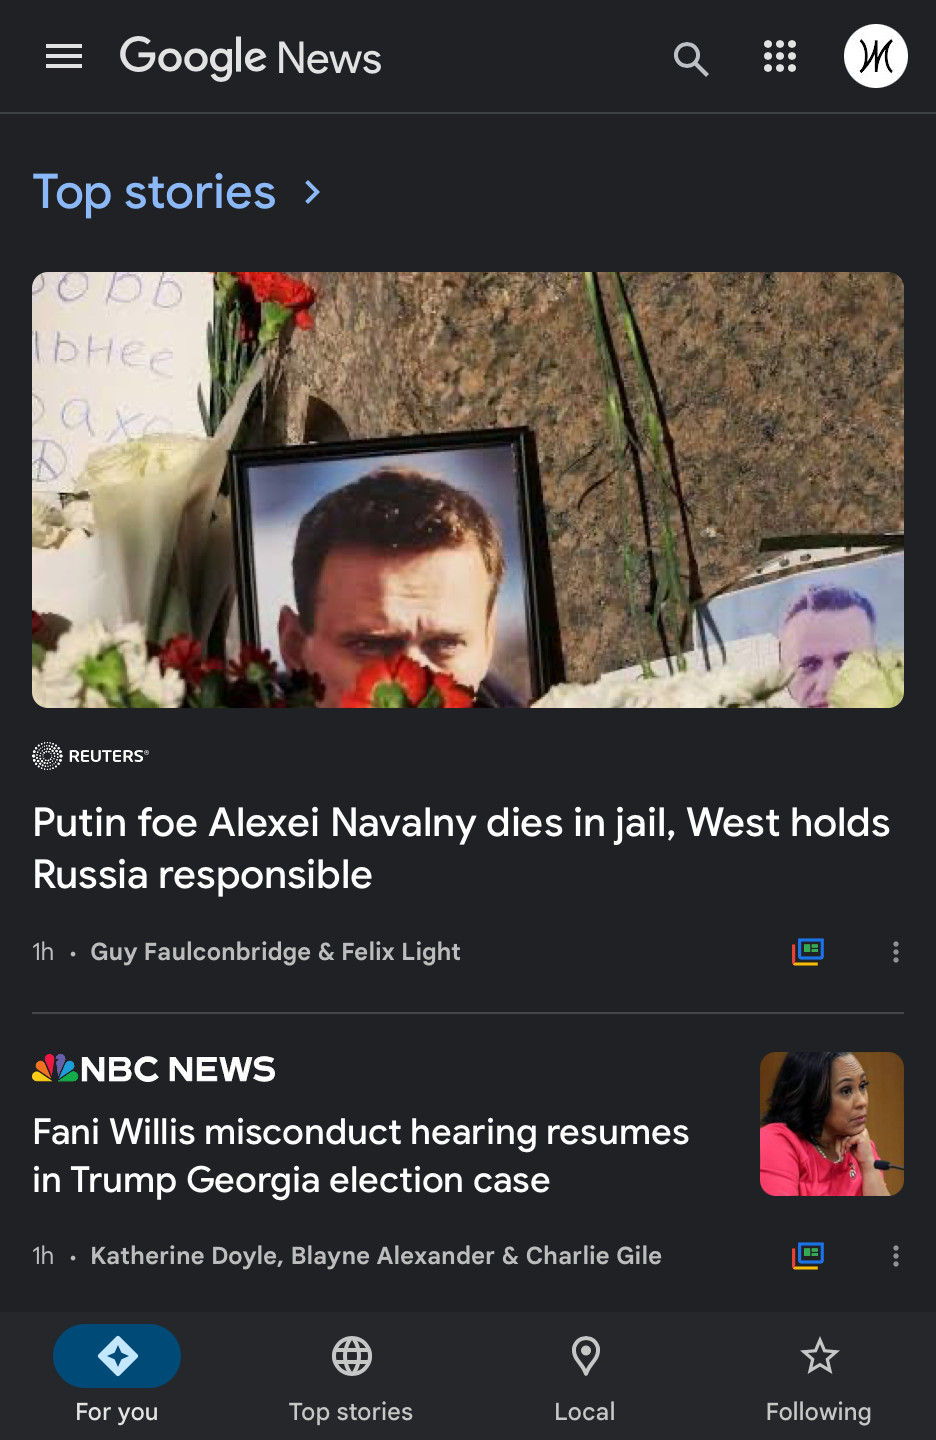 Google News
Top stories
REUTERS®
Putin foe Alexei Navalny dies in jail, West holds
Russia responsible
1h • Guy Faulconbridge & Felix Light
NBC NEWS
Fani Willis misconduct hearing resumes
in Trump Georgia election case
1h • Katherine Doyle, Blayne Alexander & Charlie Gile
For you
Top stories
Local
Following